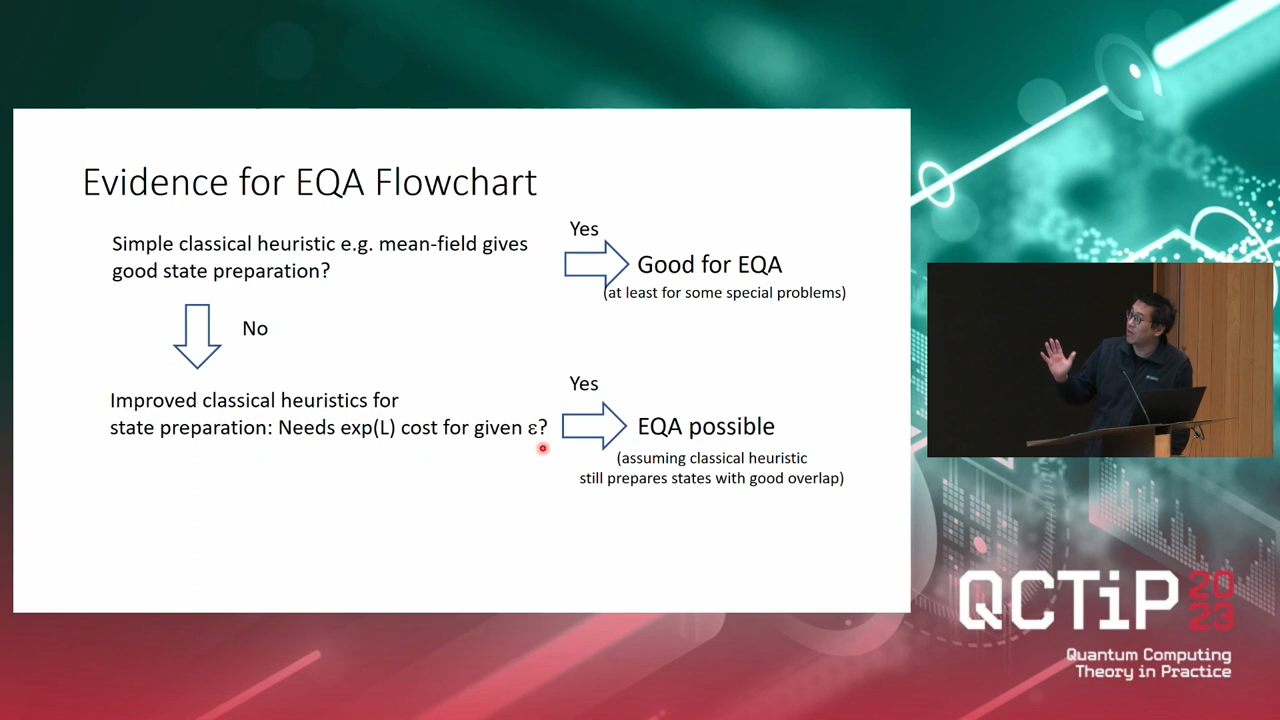 Evidence for EQA Flowchart
Simple classical heuristic e.g. mean-field gives
good state preparation?
Yes
Good for EQA
(at least for some special problems)
No
Improved classical heuristics for
state preparation: Needs exp(L) cost for given ε?
Yes
EQA possible
(assuming classical heuristic
still prepares states with good overlap)
QCTiP 2023
Quantum Computing
Theory in Practice